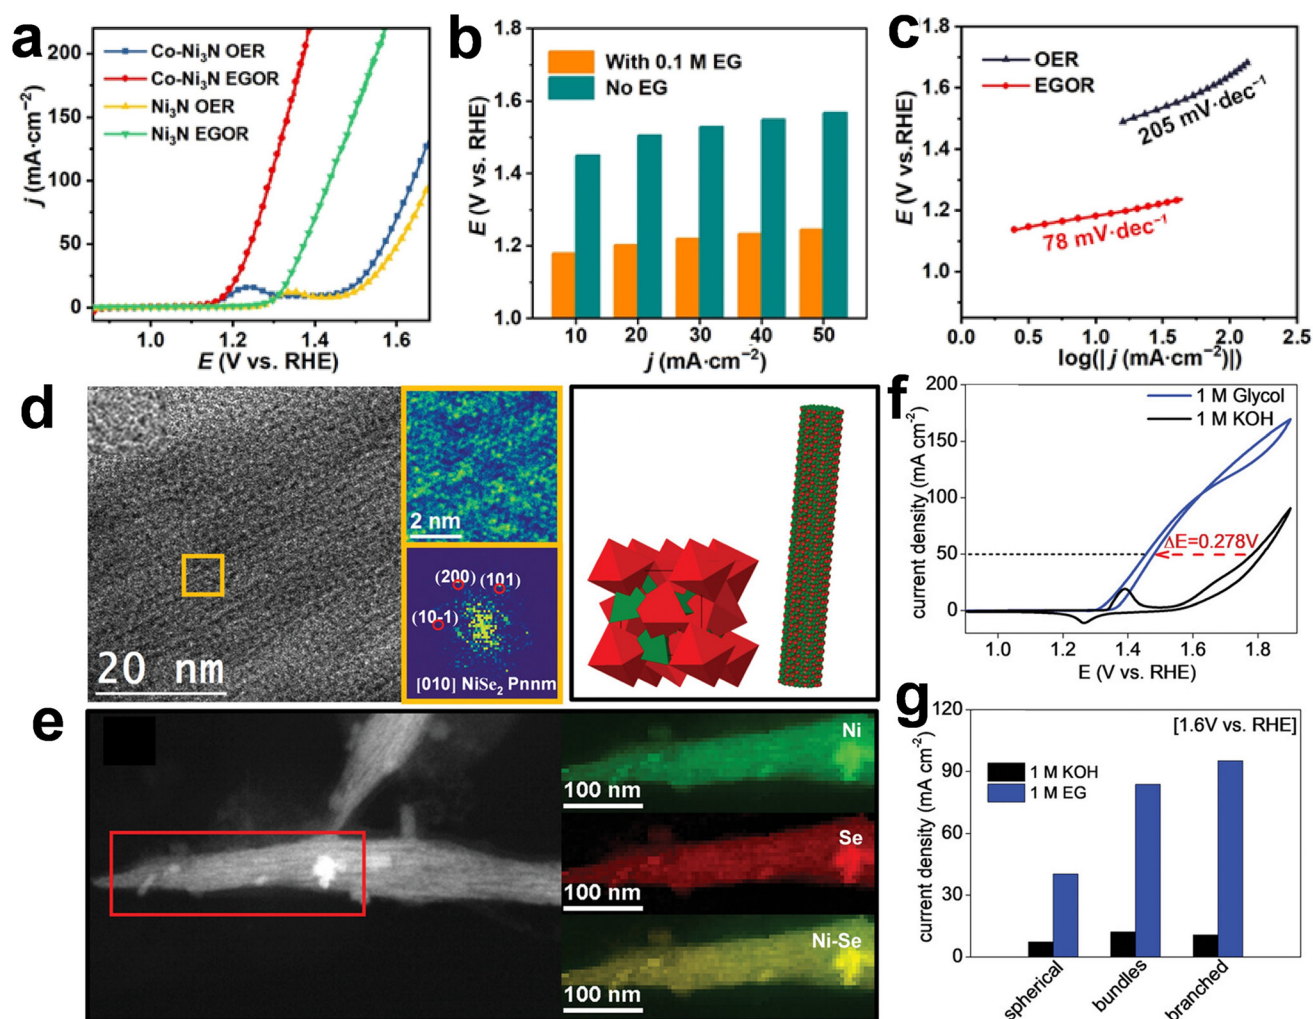 a
200
150
100
50
0
j (mA·cm−2)
Co-Ni3N OER
Co-Ni3N EGOR
Ni3N OER
Ni3N EGOR
1.0
1.2
1.4
1.6
E (V vs. RHE)
b
1.8
1.6
1.4
1.2
1.0
E (V vs. RHE)
With 0.1 M EG
No EG
10
20
30
40
50
j (mA·cm−2)
c
1.8
1.6
1.4
1.2
1.0
E (V vs.RHE)
OER
EGOR
205 mV·dec−1
78 mV·dec−1
0.0
0.5
1.0
1.5
2.0
2.5
log(|j (mA·cm−2)|)
d
20 nm
2 nm
(200)
(101)
(10-1)
[010] NiSe2 Pnnm
f
200
150
100
50
0
current density (mA cm-2)
1 M Glycol
1 M KOH
ΔE=0.278V
1.0
1.2
1.4
1.6
1.8
E (V vs. RHE)
e
Ni
100 nm
Se
100 nm
Ni-Se
100 nm
g
120
90
60
30
0
current density (mA cm-2)
[1.6V vs. RHE]
1 M KOH
1 M EG
spherical
bundles
branched